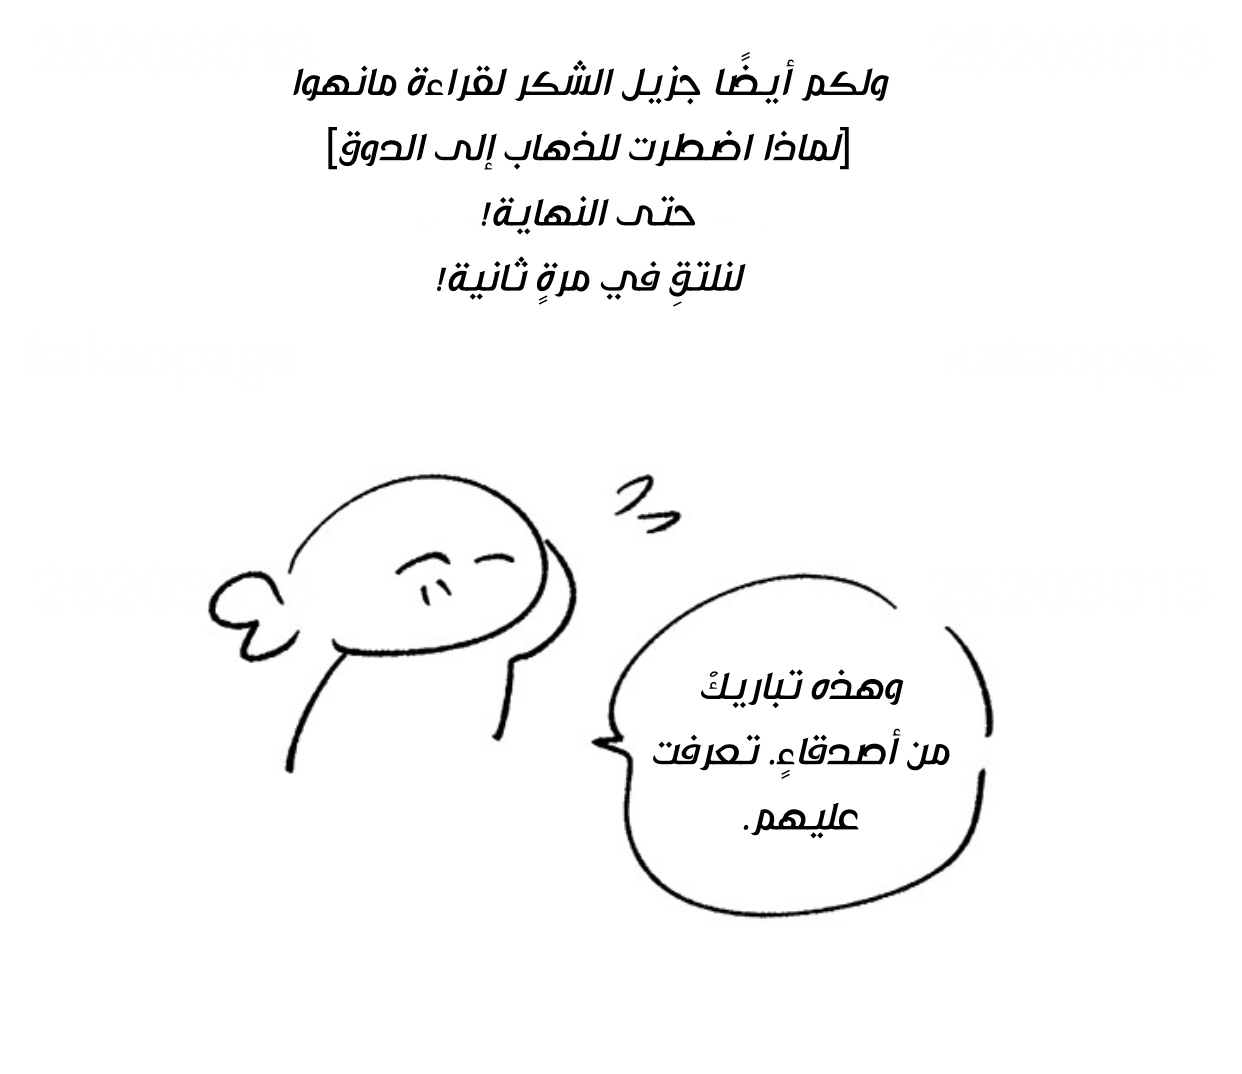 ولكم أيضًا جزيل الشكر لقراءة مانهوا
[لماذا اضطرت للذهاب إلى الدوق]
حتى النهاية!
لنلتقِ في مرةٍ ثانية!
وهذه تباريكْ
من أصدقاءٍ. تعرفت
عليهم.